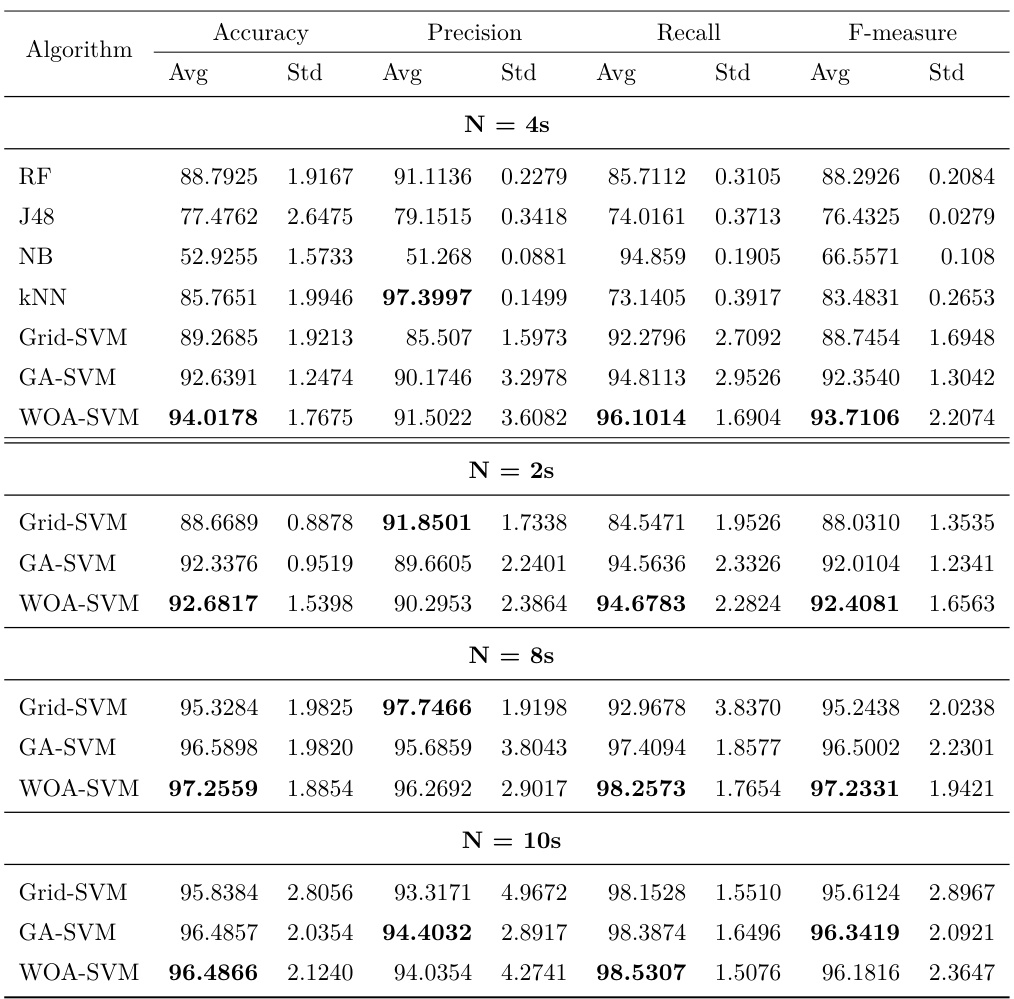 Algorithm Accuracy Precision Recall F-measure
Avg Std Avg Std Avg Std Avg Std
N = 4s
RF 88.7925 1.9167 91.1136 0.2279 85.7112 0.3105 88.2926 0.2084
J48 77.4762 2.6475 79.1515 0.3418 74.0161 0.3713 76.4325 0.0279
NB 52.9255 1.5733 51.268 0.0881 94.859 0.1905 66.5571 0.108
kNN 85.7651 1.9946 97.3997 0.1499 73.1405 0.3917 83.4831 0.2653
Grid-SVM 89.2685 1.9213 85.507 1.5973 92.2796 2.7092 88.7454 1.6948
GA-SVM 92.6391 1.2474 90.1746 3.2978 94.8113 2.9526 92.3540 1.3042
WOA-SVM 94.0178 1.7675 91.5022 3.6082 96.1014 1.6904 93.7106 2.2074
N = 2s
Grid-SVM 88.6689 0.8878 91.8501 1.7338 84.5471 1.9526 88.0310 1.3535
GA-SVM 92.3376 0.9519 89.6605 2.2401 94.5636 2.3326 92.0104 1.2341
WOA-SVM 92.6817 1.5398 90.2953 2.3864 94.6783 2.2824 92.4081 1.6563
N = 8s
Grid-SVM 95.3284 1.9825 97.7466 1.9198 92.9678 3.8370 95.2438 2.0238
GA-SVM 96.5898 1.9820 95.6859 3.8043 97.4094 1.8577 96.5002 2.2301
WOA-SVM 97.2559 1.8854 96.2692 2.9017 98.2573 1.7654 97.2331 1.9421
N = 10s
Grid-SVM 95.8384 2.8056 93.3171 4.9672 98.1528 1.5510 95.6124 2.8967
GA-SVM 96.4857 2.0354 94.4032 2.8917 98.3874 1.6496 96.3419 2.0921
WOA-SVM 96.4866 2.1240 94.0354 4.2741 98.5307 1.5076 96.1816 2.3647